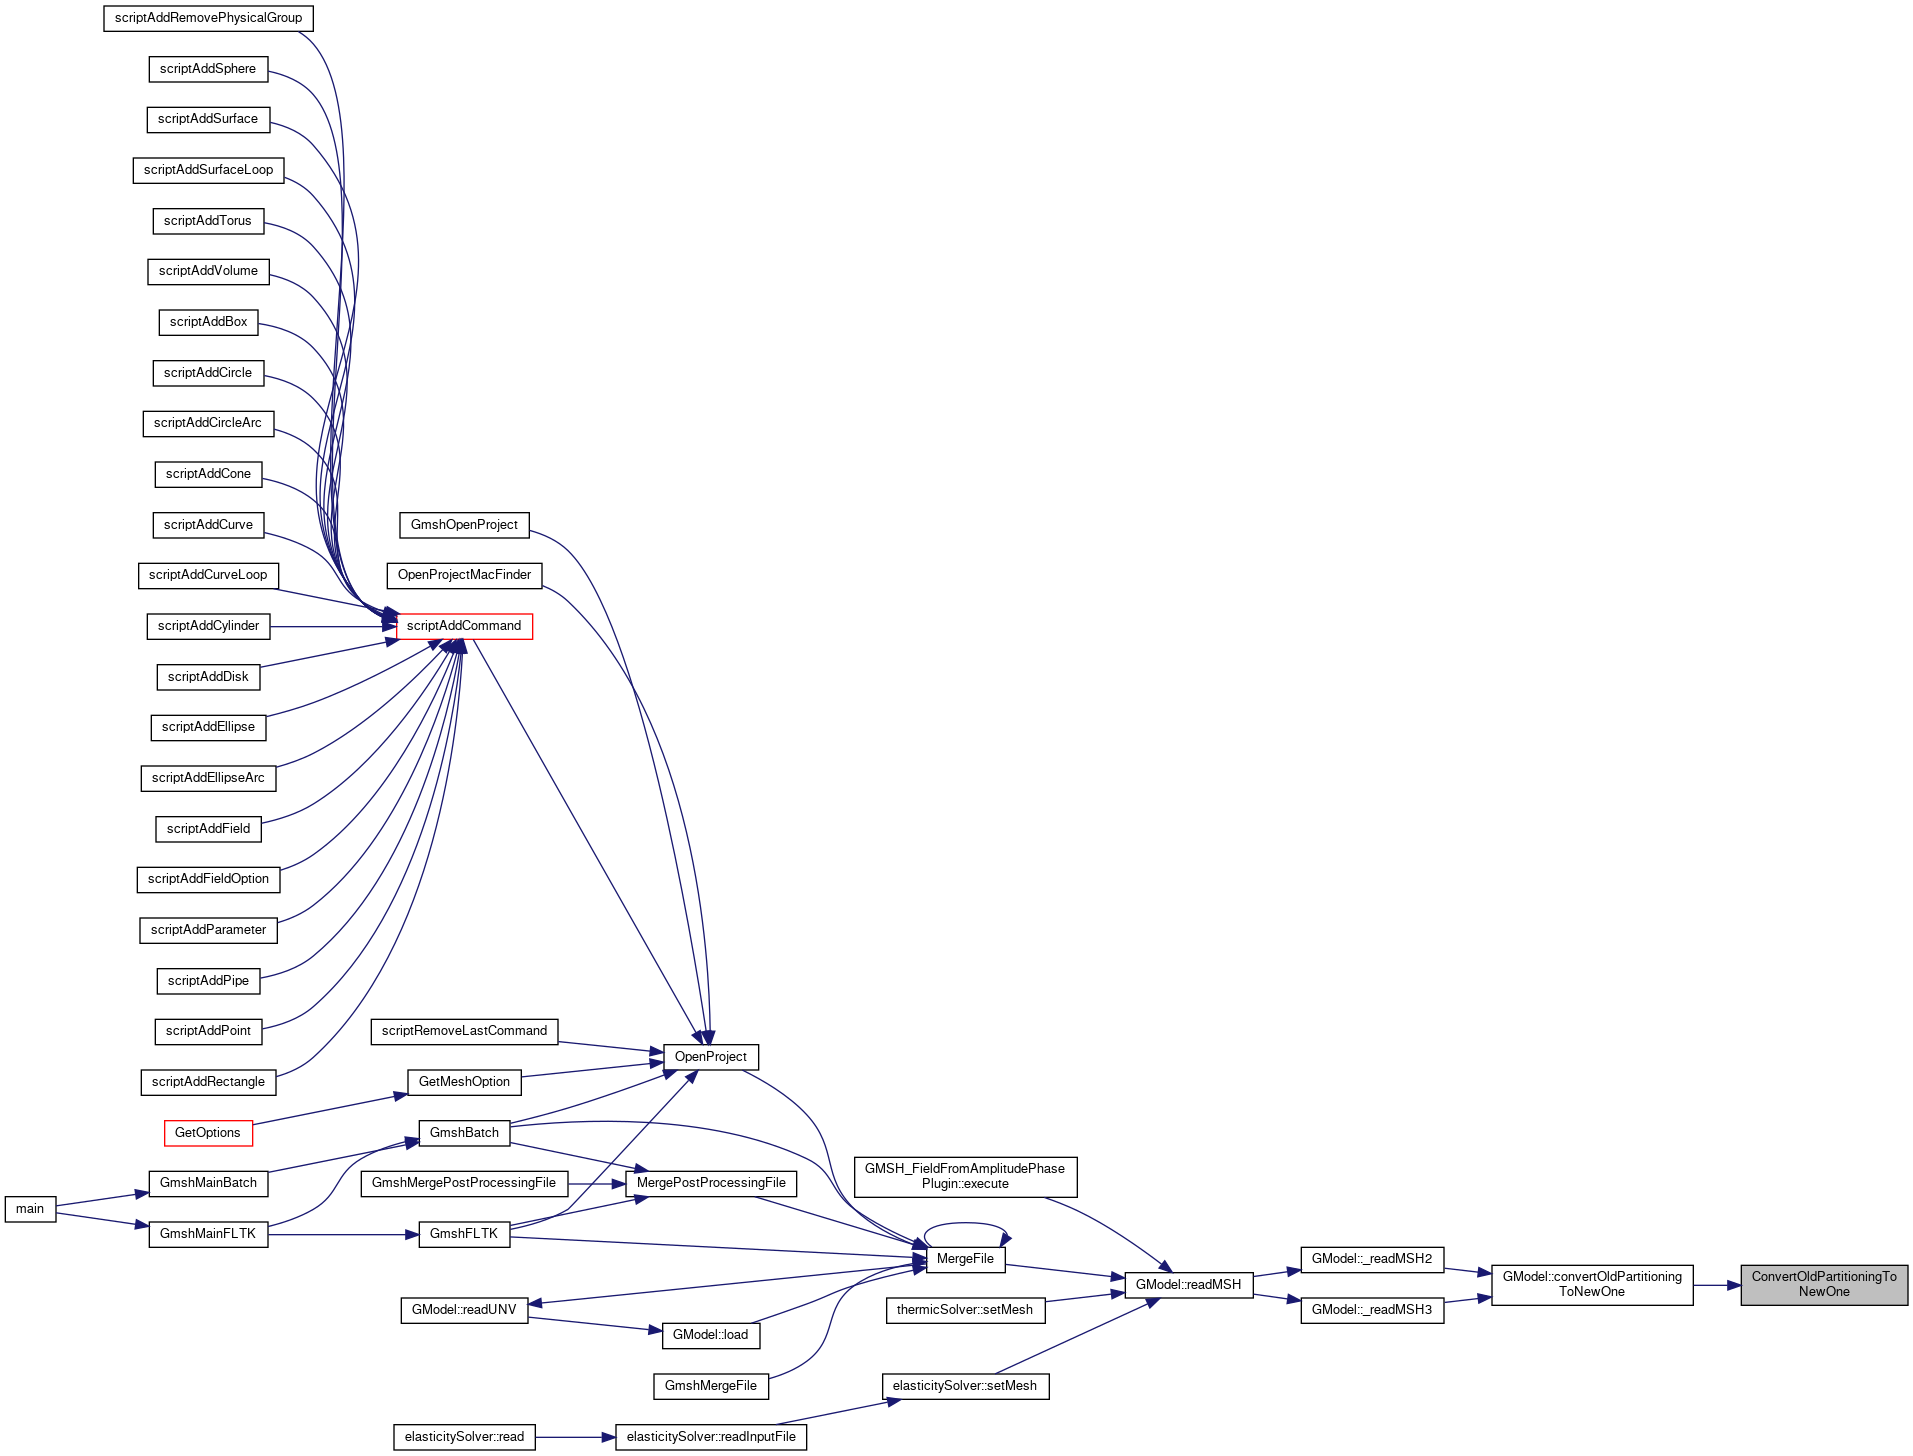 scriptAddRemovePhysicalGroup
scriptAddSphere
scriptAddSurface
scriptAddSurfaceLoop
scriptAddTorus
scriptAddVolume
scriptAddBox
scriptAddCircle
scriptAddCircleArc
scriptAddCone
scriptAddCurve
GmshOpenProject
scriptAddCurveLoop
OpenProjectMacFinder
scriptAddCylinder
scriptAddCommand
scriptAddDisk
scriptAddEllipse
scriptAddEllipseArc
scriptAddField
scriptAddFieldOption
scriptAddParameter
scriptAddPipe
scriptAddPoint
scriptRemoveLastCommand
OpenProject
scriptAddRectangle
GetMeshOption
GetOptions
GmshBatch
GmshMainBatch
GmshMergePostProcessingFile
MergePostProcessingFile
GMSH_FieldFromAmplitudePhase
Plugin::execute
main
GmshMainFLTK
GmshFLTK
MergeFile
GModel::readMSH
GModel::_readMSH2
GModel::convertOldPartitioning
ToNewOne
ConvertOldPartitioningTo
NewOne
GModel::readUNV
thermicSolver::setMesh
GModel::_readMSH3
GModel::load
GmshMergeFile
elasticitySolver::setMesh
elasticitySolver::read
elasticitySolver::readInputFile